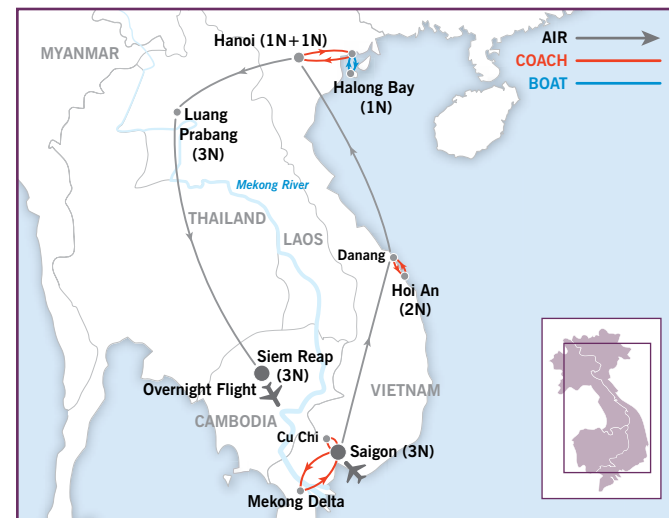 Hanoi (1N+1N)
AIR
MYANMAR
COACH
BOAT
Halong Bay
(1N)
Luang
Prabang
(3N)
Mekong River
THAILAND
LAOS
Danang
Hoi An
(2N)
Siem Reap
(3N)
Overnight Flight
VIETNAM
CAMBODIA
Cu Chi
Saigon (3N)
Mekong Delta